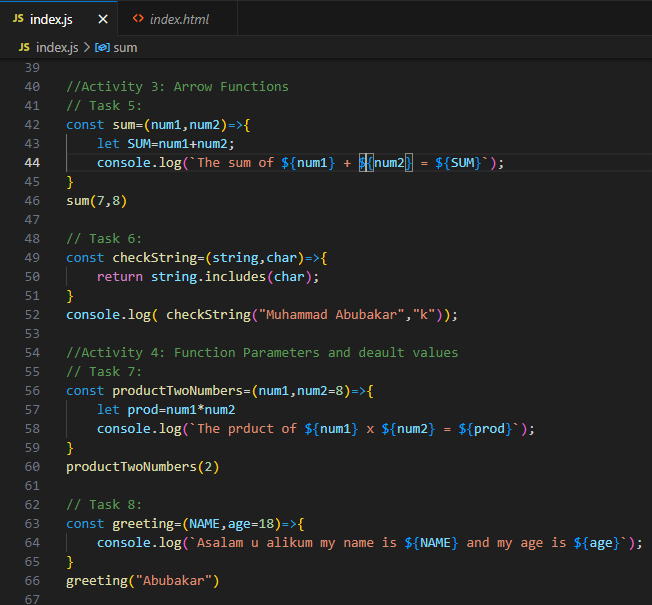 JS index.js × <> index.html
JS index.js > sum
39
40 //Activity 3: Arrow Functions
41 // Task 5:
42 const sum=(num1,num2)=>{
43 let SUM=num1+num2;
44 console.log(`The sum of ${num1} + ${num2} = ${SUM}`);
45 }
46 sum(7,8)
47
48 // Task 6:
49 const checkString=(string,char)=>{
50 return string.includes(char);
51 }
52 console.log( checkString("Muhammad Abubakar","k"));
53
54 //Activity 4: Function Parameters and deault values
55 // Task 7:
56 const productTwoNumbers=(num1,num2=8)=>{
57 let prod=num1*num2
58 console.log(`The prduct of ${num1} x ${num2} = ${prod}`);
59 }
60 productTwoNumbers(2)
61
62 // Task 8:
63 const greeting=(NAME,age=18)=>{
64 console.log(`Asalam u alikum my name is ${NAME} and my age is ${age}`);
65 }
66 greeting("Abubakar")
67